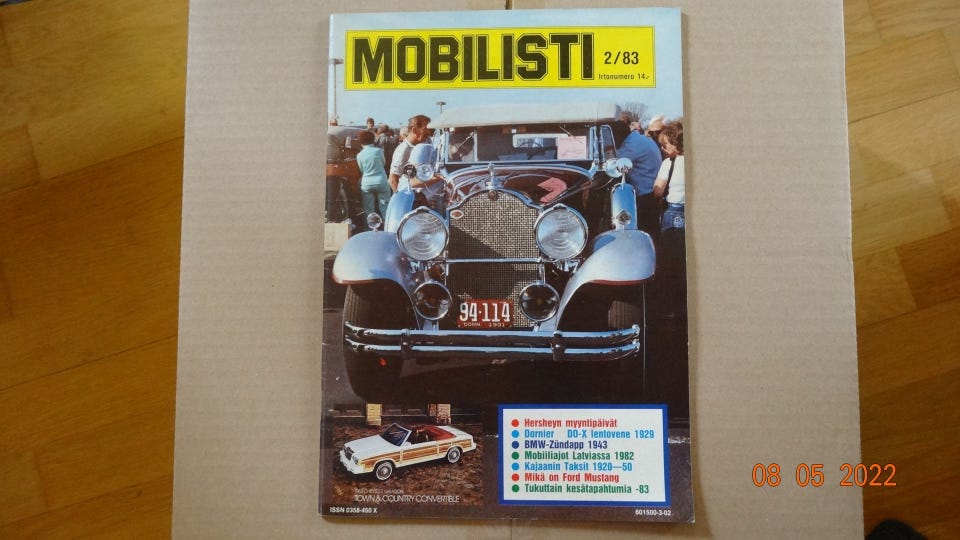 MOBILISTI
2/83
Irtonumero 14,-
94-114
CONN 1931
Hersheyn myyntipäivät
Dornier DO-X lentovene 1929
BMW-Zündapp 1943
Mobiiliajot Latviassa 1982
Kajaanin Taksit 1920—50
Mikä on Ford Mustang
Tukuttain kesätapahtumia -83
TOWN & COUNTRY CONVERTIBLE
ISSN 0358-450 X
601500-3-02
08 05 2022